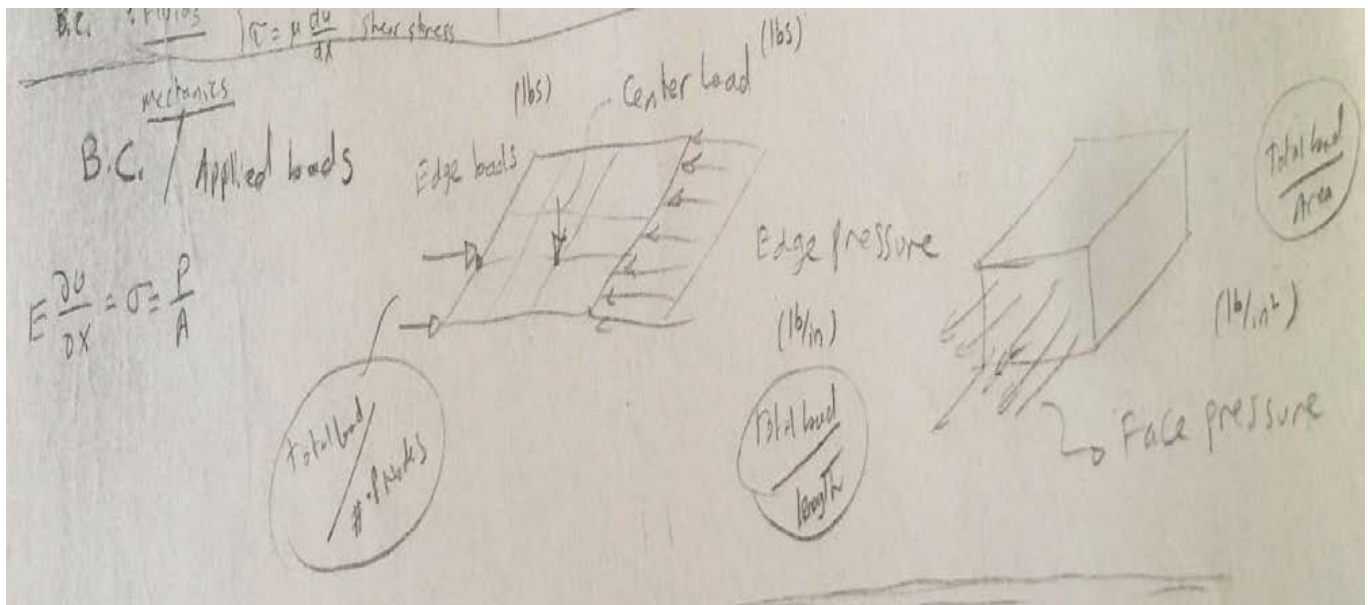 B.C. : Fluids τ = μ du/dx shear stress
mechanics
B.C. / Applied loads
(lbs)
Center Load (lbs)
Edge loads
E ∂u/∂x = σ = P/A
Total load / # of Nodes
Edge pressure
(lb/in)
Total load / length
Total load / Area
(lb/in²)
Face pressure